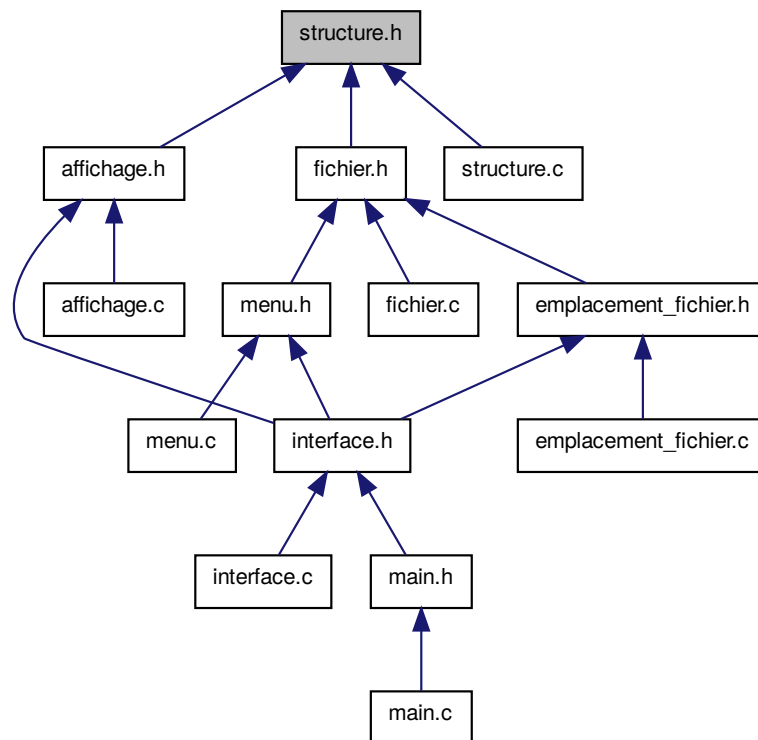 structure.h
affichage.h
fichier.h
structure.c
affichage.c
menu.h
fichier.c
emplacement_fichier.h
menu.c
interface.h
emplacement_fichier.c
interface.c
main.h
main.c